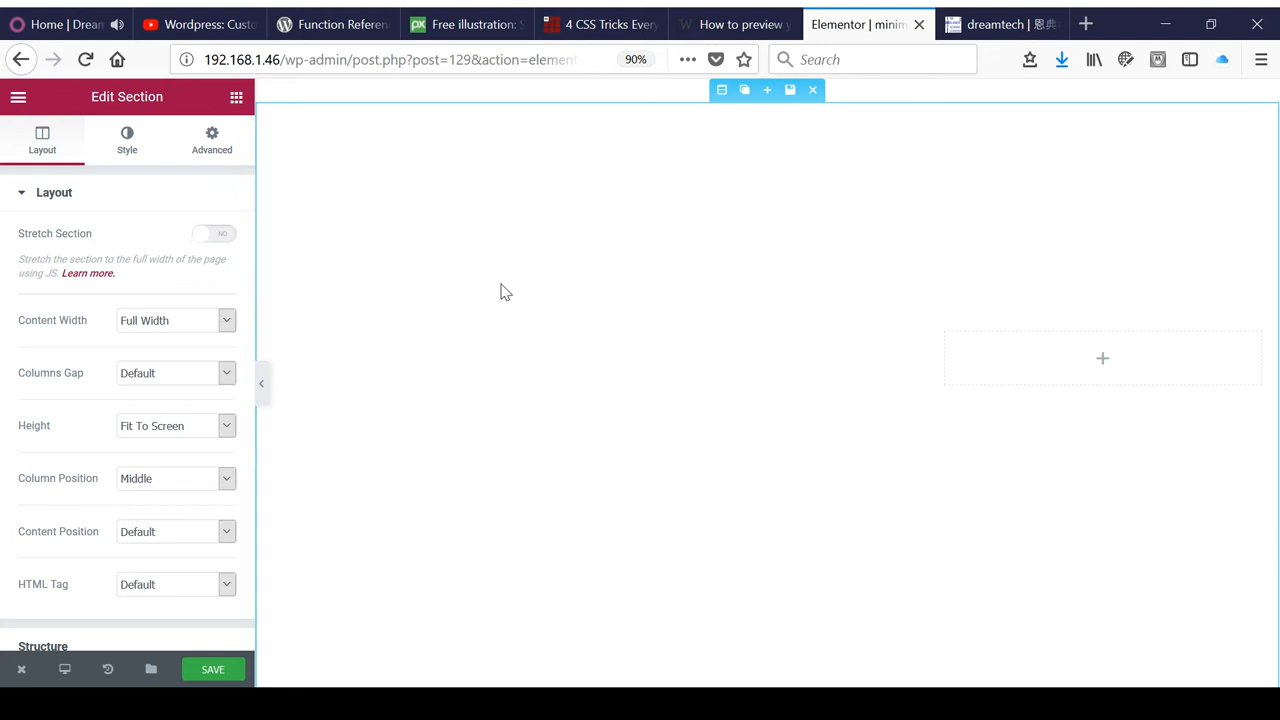 Home | Dream
Wordpress: Custo
Function Referen
Free illustration: S
4 CSS Tricks Every
How to preview y
Elementor | minim
dreamtech | 恩典
192.168.1.46/wp-admin/post.php?post=129&action=element
90%
Search
Edit Section
Layout
Style
Advanced
Layout
Stretch Section
NO
Stretch the section to the full width of the page
using JS. Learn more.
Content Width
Full Width
Columns Gap
Default
Height
Fit To Screen
Column Position
Middle
Content Position
Default
HTML Tag
Default
Structure
SAVE